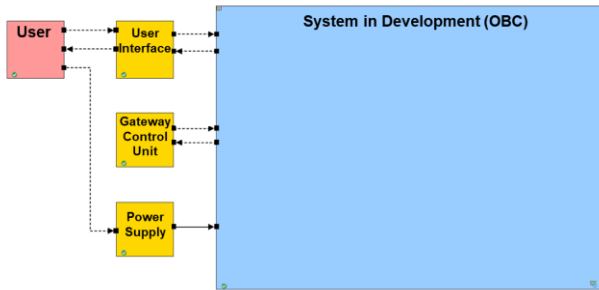 User
User
Interface
System in Development (OBC)
Gateway
Control
Unit
Power
Supply